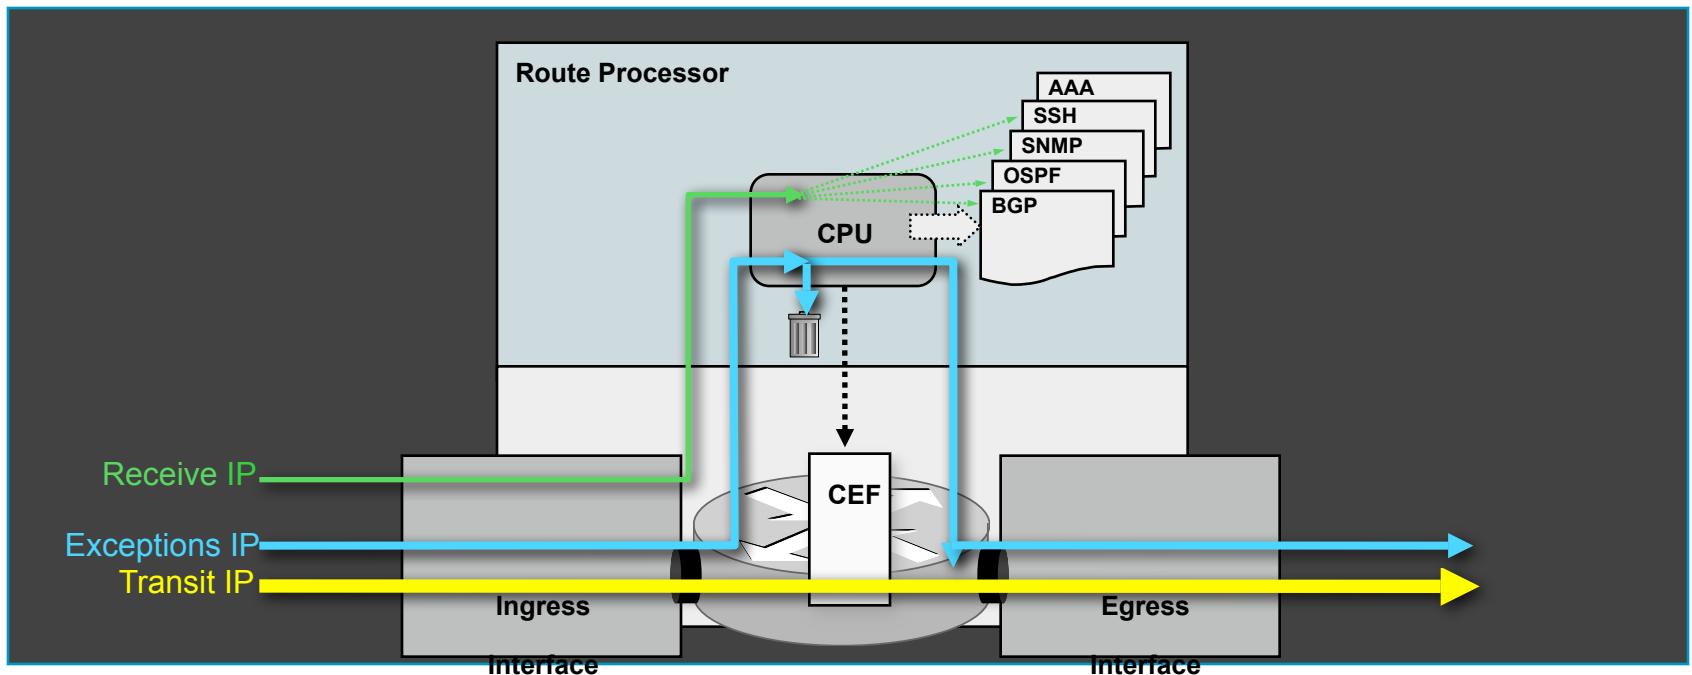 Route Processor
AAA
SSH
SNMP
OSPF
BGP
CPU
Receive IP
CEF
Exceptions IP
Transit IP
Ingress
Interface
Egress
Interface